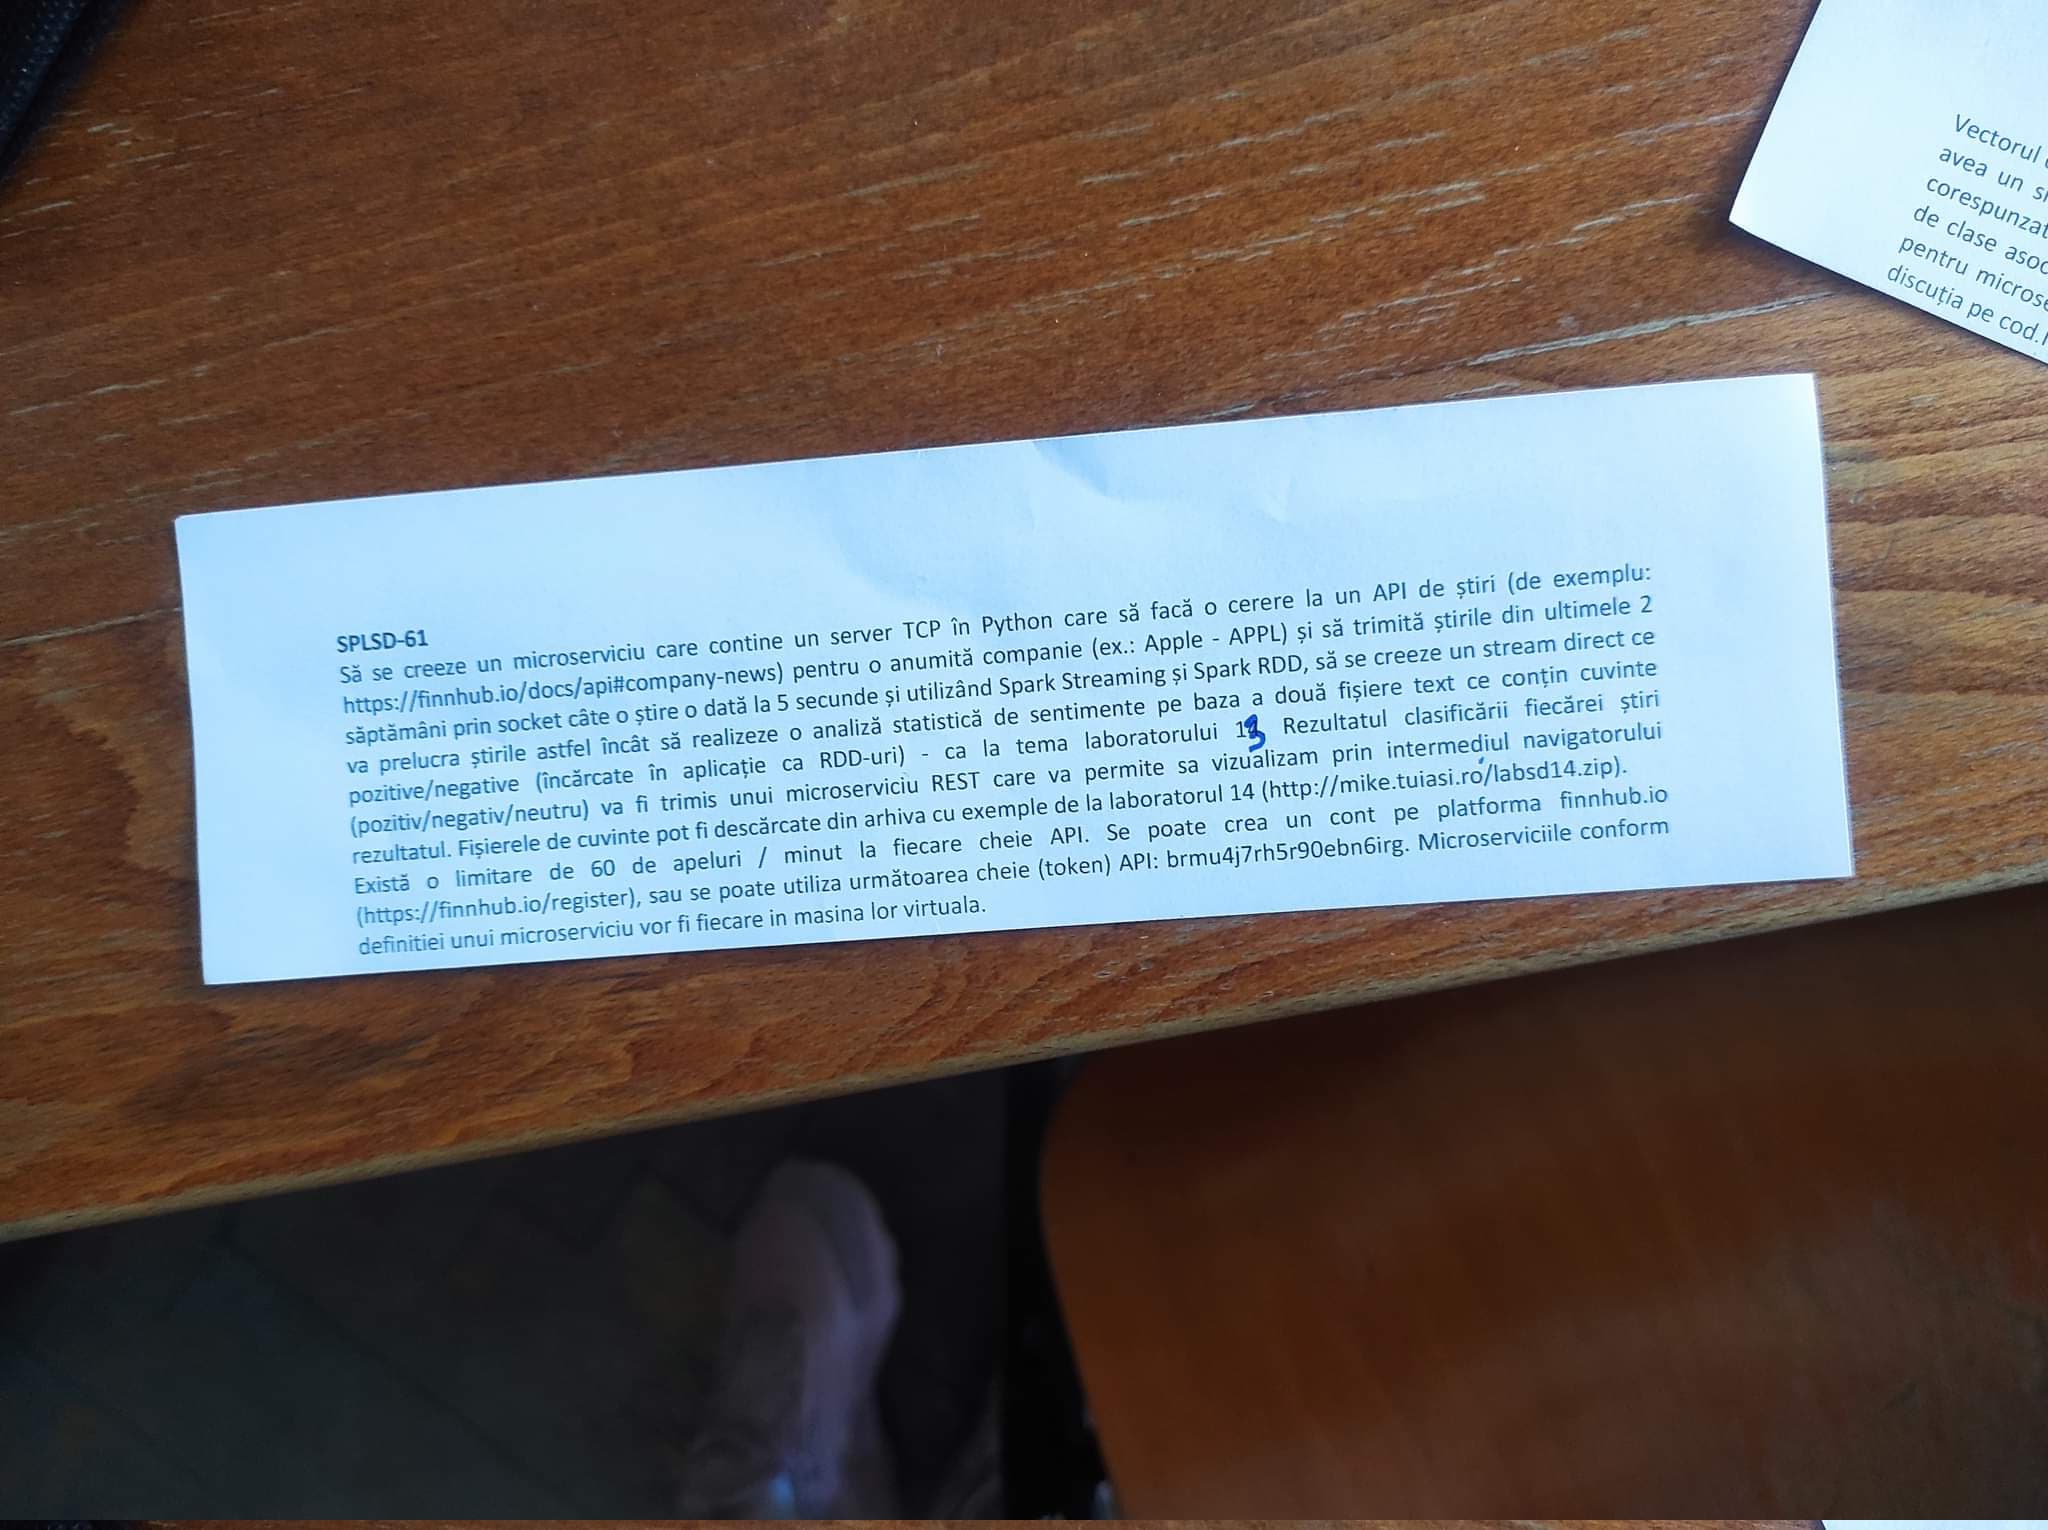 SPLSD-61
Să se creeze un microserviciu care contine un server TCP în Python care să facă o cerere la un API de știri (de exemplu:
https://finnhub.io/docs/api#company-news) pentru o anumită companie (ex.: Apple - APPL) și să trimită știrile din ultimele 2
săptămâni prin socket câte o știre o dată la 5 secunde și utilizând Spark Streaming și Spark RDD, să se creeze un stream direct ce
va prelucra știrile astfel încât să realizeze o analiză statistică de sentimente pe baza a două fișiere text ce conțin cuvinte
pozitive/negative (încărcate în aplicație ca RDD-uri) - ca la tema laboratorului 13 Rezultatul clasificării fiecărei știri
(pozitiv/negativ/neutru) va fi trimis unui microserviciu REST care va permite sa vizualizam prin intermediul navigatorului
rezultatul. Fișierele de cuvinte pot fi descărcate din arhiva cu exemple de la laboratorul 14 (http://mike.tuiasi.ro/labsd14.zip).
Există o limitare de 60 de apeluri / minut la fiecare cheie API. Se poate crea un cont pe platforma finnhub.io
(https://finnhub.io/register), sau se poate utiliza următoarea cheie (token) API: brmu4j7rh5r90ebn6irg. Microserviciile conform
definitiei unui microserviciu vor fi fiecare in masina lor virtuala.
Vectorul
avea un
corespunzat
de clase asoc
pentru microse
discuția pe cod.